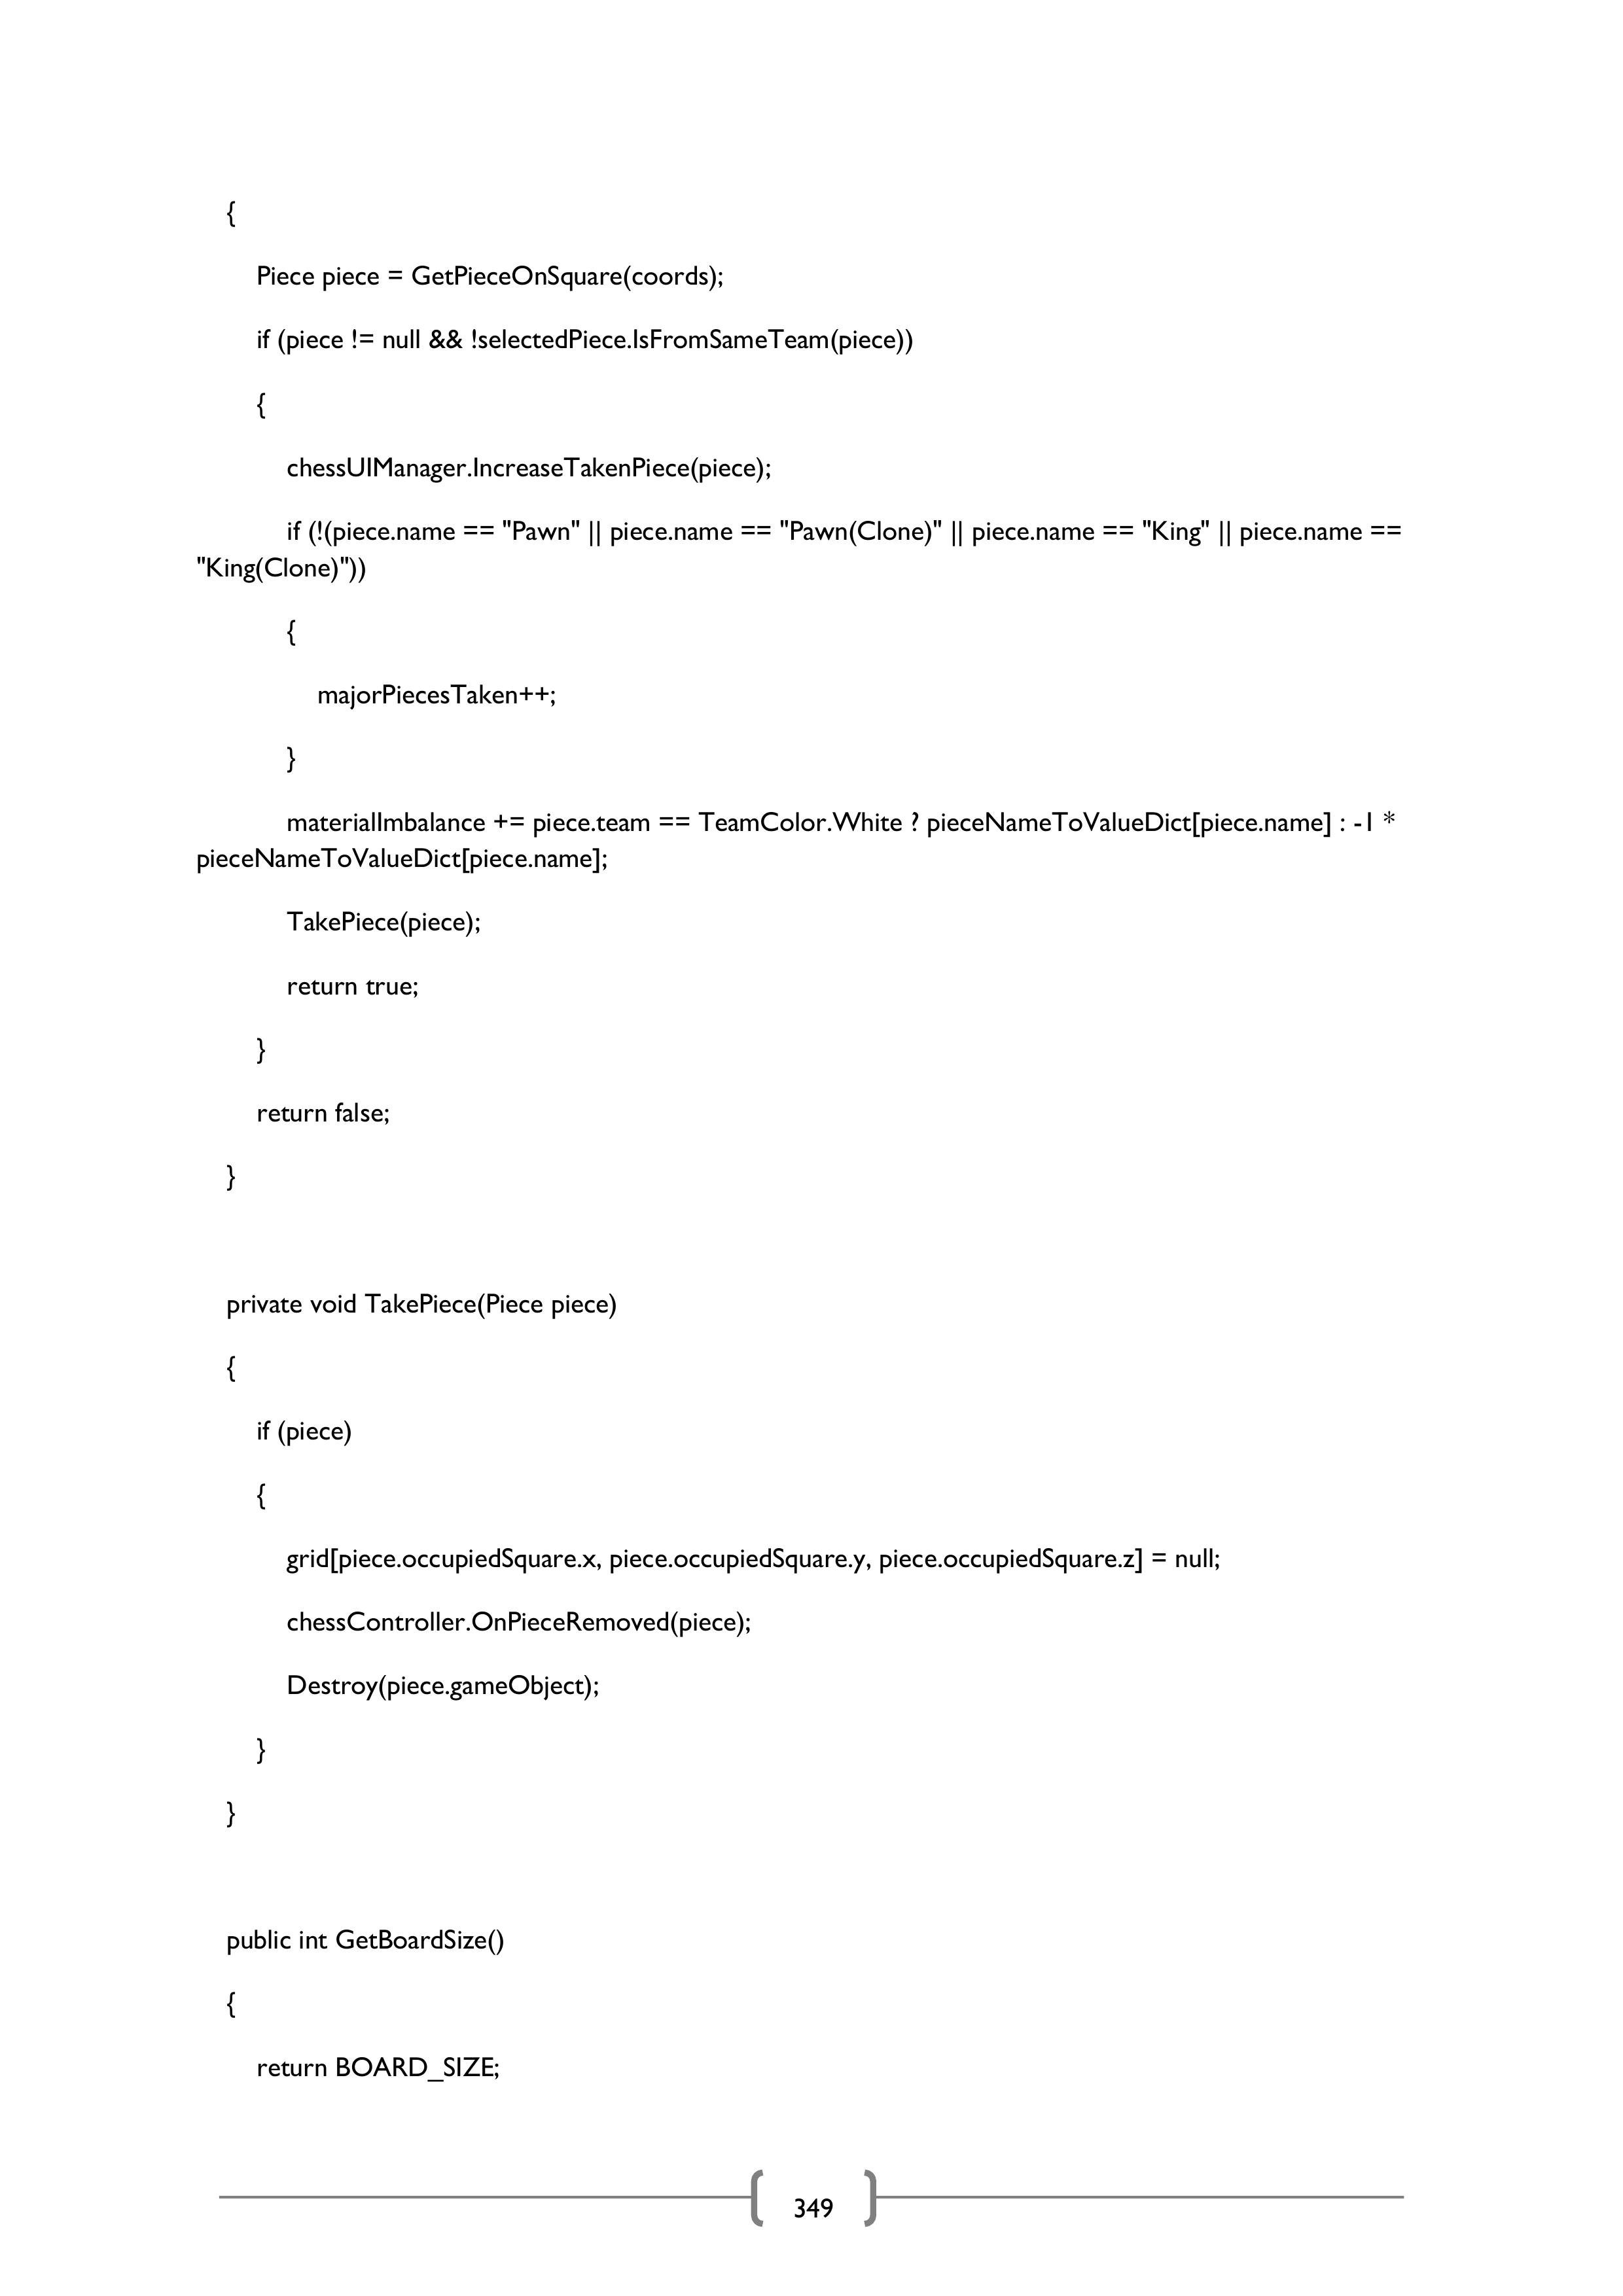 {
Piece piece = GetPieceOnSquare(coords);
if (piece != null && !selectedPiece.IsFromSameTeam(piece))
{
chessUIManager.IncreaseTakenPiece(piece);
if (!(piece.name == "Pawn" || piece.name == "Pawn(Clone)" || piece.name == "King" || piece.name ==
"King(Clone)"))
{
majorPiecesTaken++;
}
materialImbalance += piece.team == TeamColor.White ? pieceNameToValueDict[piece.name] : -1 *
pieceNameToValueDict[piece.name];
TakePiece(piece);
return true;
}
return false;
}
private void TakePiece(Piece piece)
{
if (piece)
{
grid[piece.occupiedSquare.x, piece.occupiedSquare.y, piece.occupiedSquare.z] = null;
chessController.OnPieceRemoved(piece);
Destroy(piece.gameObject);
}
}
public int GetBoardSize()
{
return BOARD_SIZE;
349